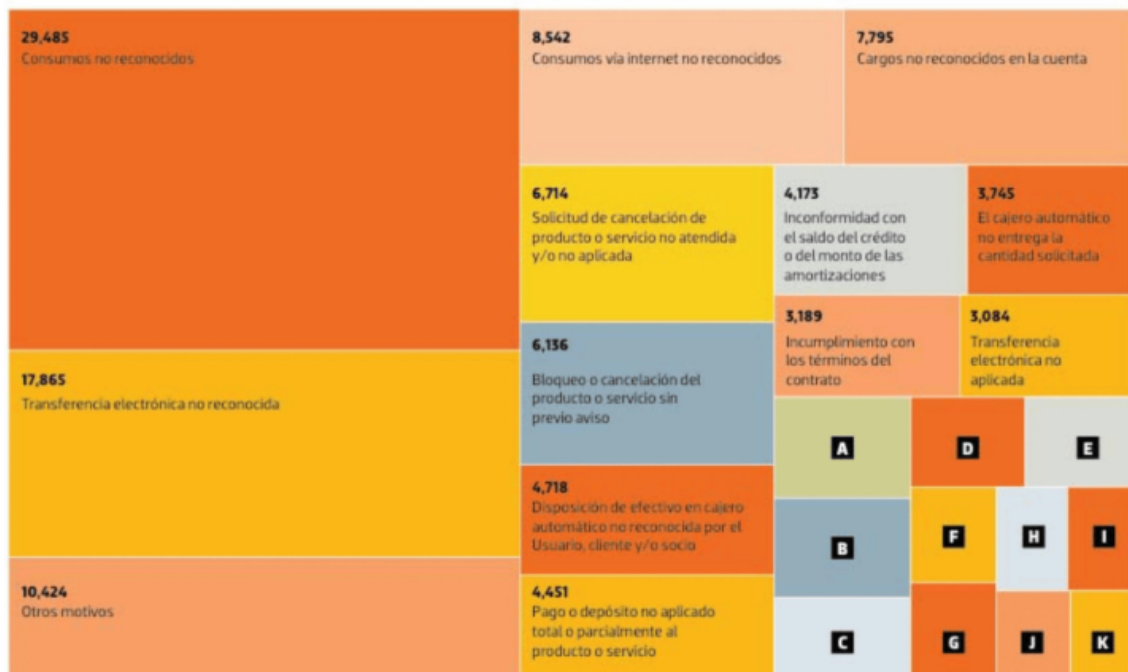 29,485
Consumos no reconocidos
8,542
Consumos vía internet no reconocidos
7,795
Cargos no reconocidos en la cuenta
6,714
Solicitud de cancelación de
producto o servicio no atendida
y/o no aplicada
4,173
Inconformidad con
el saldo del crédito
o del monto de las
amortizaciones
3,745
El cajero automático
no entrega la
cantidad solicitada
3,189
Incumplimiento con
los términos del
contrato
3,084
Transferencia
electrónica no
aplicada
17,865
Transferencia electrónica no reconocida
6,136
Bloqueo o cancelación del
producto o servicio sin
previo aviso
A
D
E
4,718
Disposición de efectivo en cajero
automático no reconocida por el
Usuario, cliente y/o socio
B
F
H
I
10,424
Otros motivos
4,451
Pago o depósito no aplicado
total o parcialmente al
producto o servicio
C
G
J
K